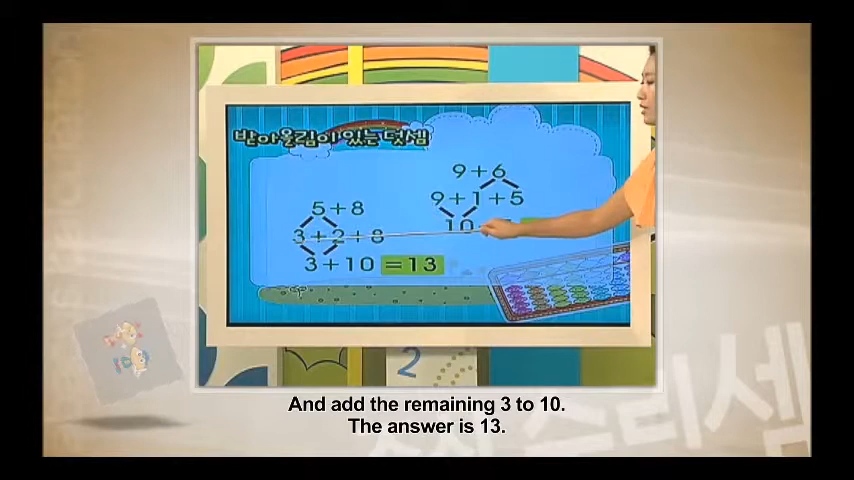 받아올림이 있는 덧셈
5+8
3+2+8
3+10 =13
9+6
9+1+5
10
2
And add the remaining 3 to 10.
The answer is 13.